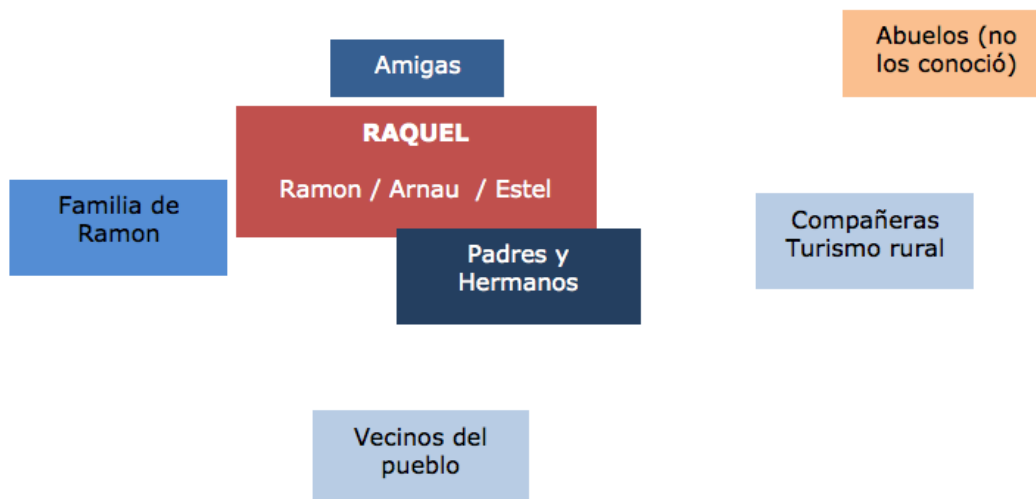 Abuelos (no
los conoció)
Amigas
RAQUEL
Ramon / Arnau / Estel
Familia de
Ramon
Compañeras
Turismo rural
Padres y
Hermanos
Vecinos del
pueblo